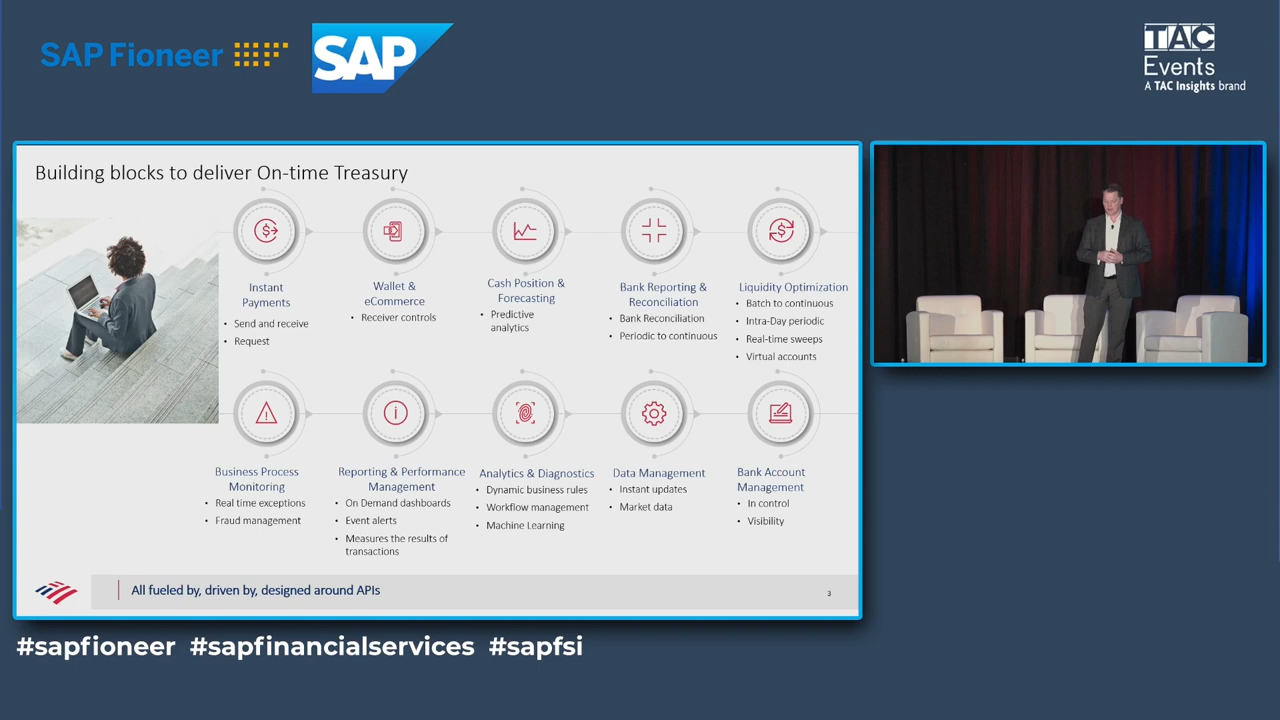 SAP Fioneer
SAP
TAC
Events
A TAC Insights brand
Building blocks to deliver On-time Treasury
Instant
Payments
• Send and receive
• Request
Wallet &
eCommerce
• Receiver controls
Cash Position &
Forecasting
• Predictive
analytics
Bank Reporting &
Reconciliation
• Bank Reconciliation
• Periodic to continuous
Liquidity Optimization
• Batch to continuous
• Intra-Day periodic
• Real-time sweeps
• Virtual accounts
Business Process
Monitoring
• Real time exceptions
• Fraud management
Reporting & Performance
Management
• On Demand dashboards
• Event alerts
• Measures the results of
transactions
Analytics & Diagnostics
• Dynamic business rules
• Workflow management
• Machine Learning
Data Management
• Instant updates
• Market data
Bank Account
Management
• In control
• Visibility
All fueled by, driven by, designed around APIs
3
#sapfioneer #sapfinancialservices #sapfsi